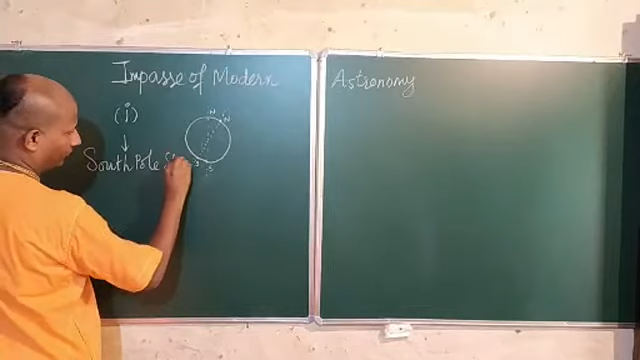 Impasse of Modern Astronomy
(i)
N N
↓
South Pole S
S S